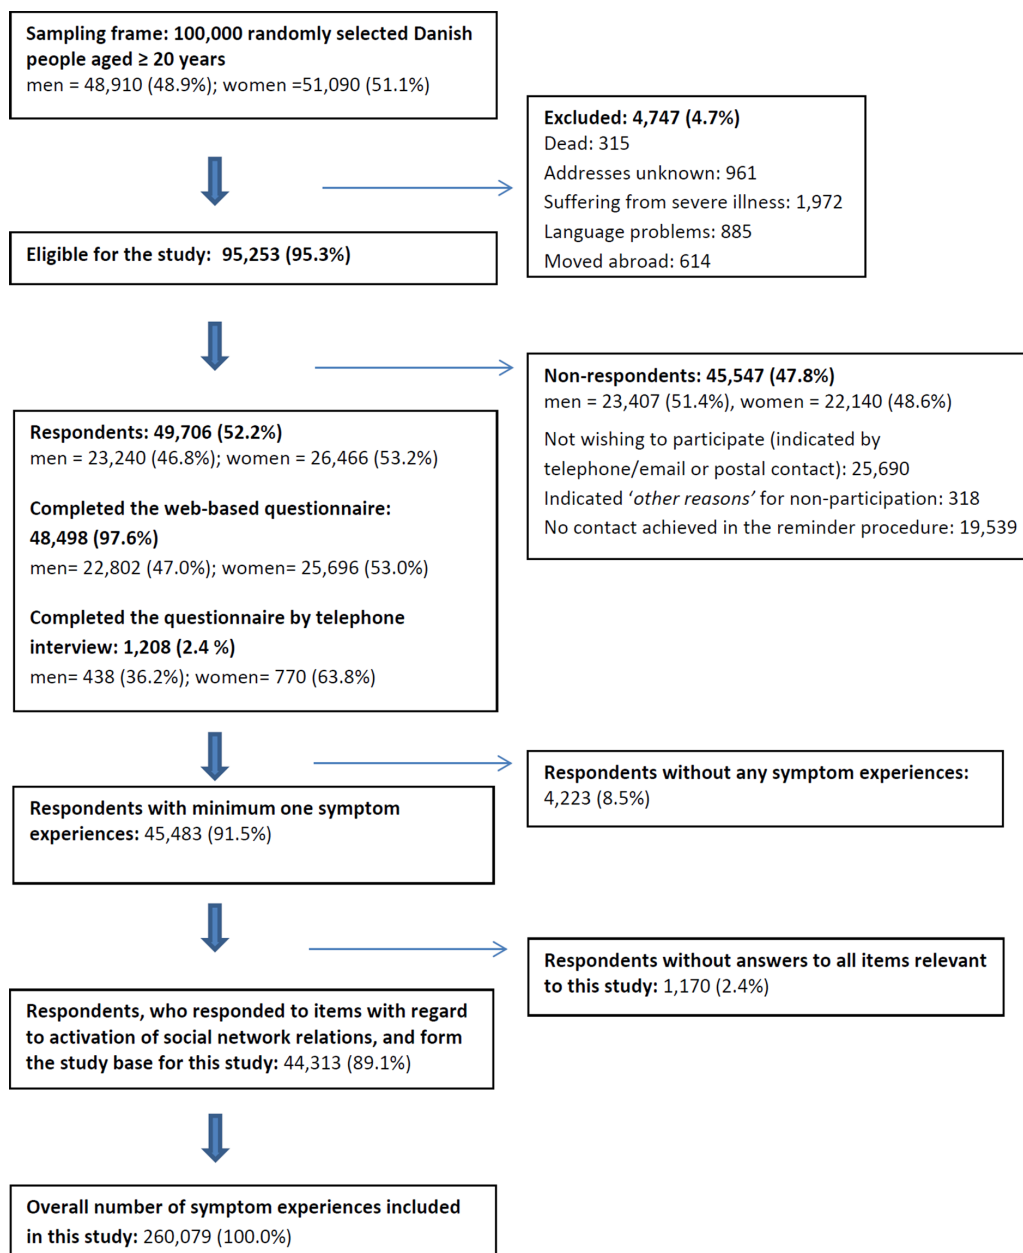 Sampling frame: 100,000 randomly selected Danish
people aged ≥ 20 years
men = 48,910 (48.9%); women =51,090 (51.1%)
Excluded: 4,747 (4.7%)
Dead: 315
Addresses unknown: 961
Suffering from severe illness: 1,972
Language problems: 885
Moved abroad: 614
Eligible for the study: 95,253 (95.3%)
Non-respondents: 45,547 (47.8%)
men = 23,407 (51.4%), women = 22,140 (48.6%)
Not wishing to participate (indicated by
telephone/email or postal contact): 25,690
Indicated ‘other reasons’ for non-participation: 318
No contact achieved in the reminder procedure: 19,539
Respondents: 49,706 (52.2%)
men = 23,240 (46.8%); women = 26,466 (53.2%)
Completed the web-based questionnaire:
48,498 (97.6%)
men= 22,802 (47.0%); women= 25,696 (53.0%)
Completed the questionnaire by telephone
interview: 1,208 (2.4 %)
men= 438 (36.2%); women= 770 (63.8%)
Respondents without any symptom experiences:
4,223 (8.5%)
Respondents with minimum one symptom
experiences: 45,483 (91.5%)
Respondents without answers to all items relevant
to this study: 1,170 (2.4%)
Respondents, who responded to items with regard
to activation of social network relations, and form
the study base for this study: 44,313 (89.1%)
Overall number of symptom experiences included
in this study: 260,079 (100.0%)